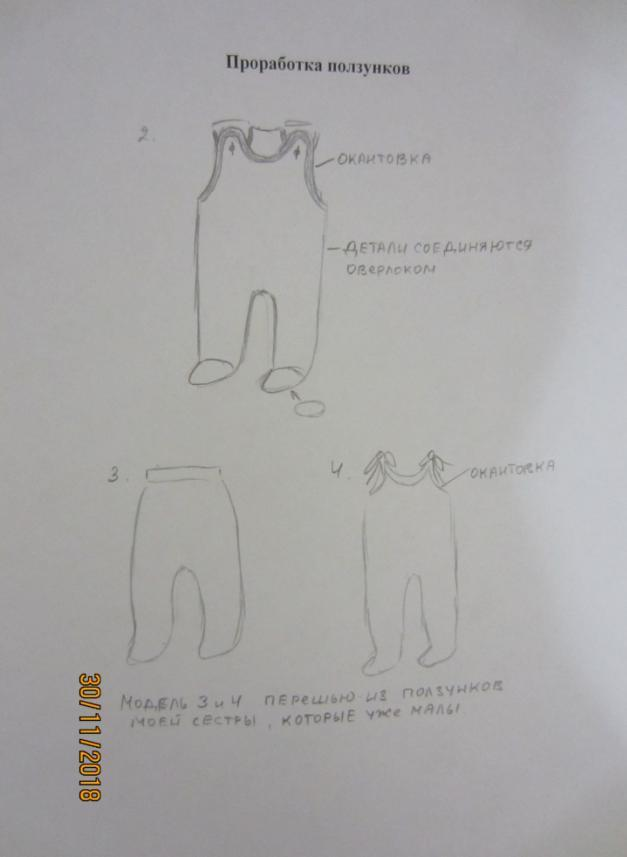 Проработка ползунков
2.
ОКАНТОВКА
ДЕТАЛИ СОЕДИНЯЮТСЯ
ОВЕРЛОКОМ
3.
4.
ОКАНТОВКА
МОДЕЛЬ 3 и 4 ПЕРЕШЬЮ ИЗ ПОЛЗУНКОВ
МОЕЙ СЕСТРЫ, КОТОРЫЕ УЖЕ МАЛЫ.
30/11/2018